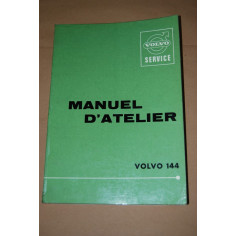 VOLVO
SERVICE
MANUEL
D'ATELIER
VOLVO 144